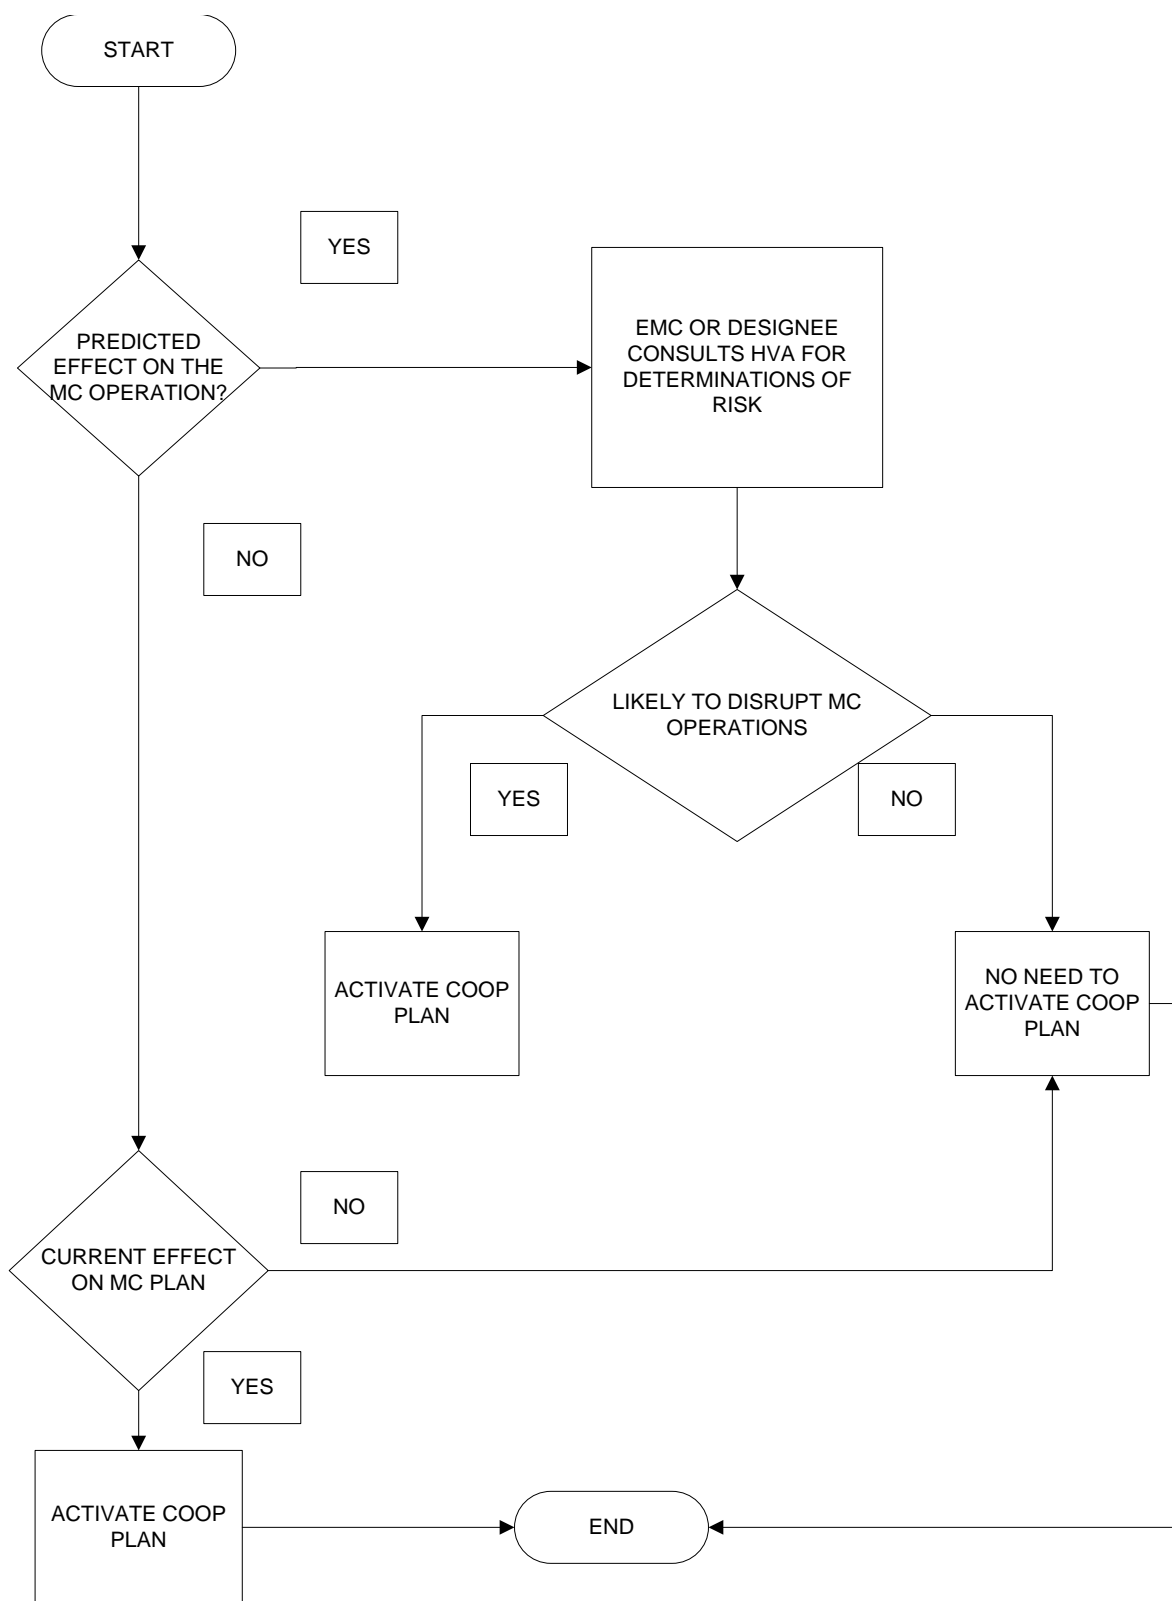 START
YES
PREDICTED
EFFECT ON THE
MC OPERATION?
EMC OR DESIGNEE
CONSULTS HVA FOR
DETERMINATIONS OF
RISK
NO
LIKELY TO DISRUPT MC
OPERATIONS
YES
NO
ACTIVATE COOP
PLAN
NO NEED TO
ACTIVATE COOP
PLAN
NO
CURRENT EFFECT
ON MC PLAN
YES
ACTIVATE COOP
PLAN
END